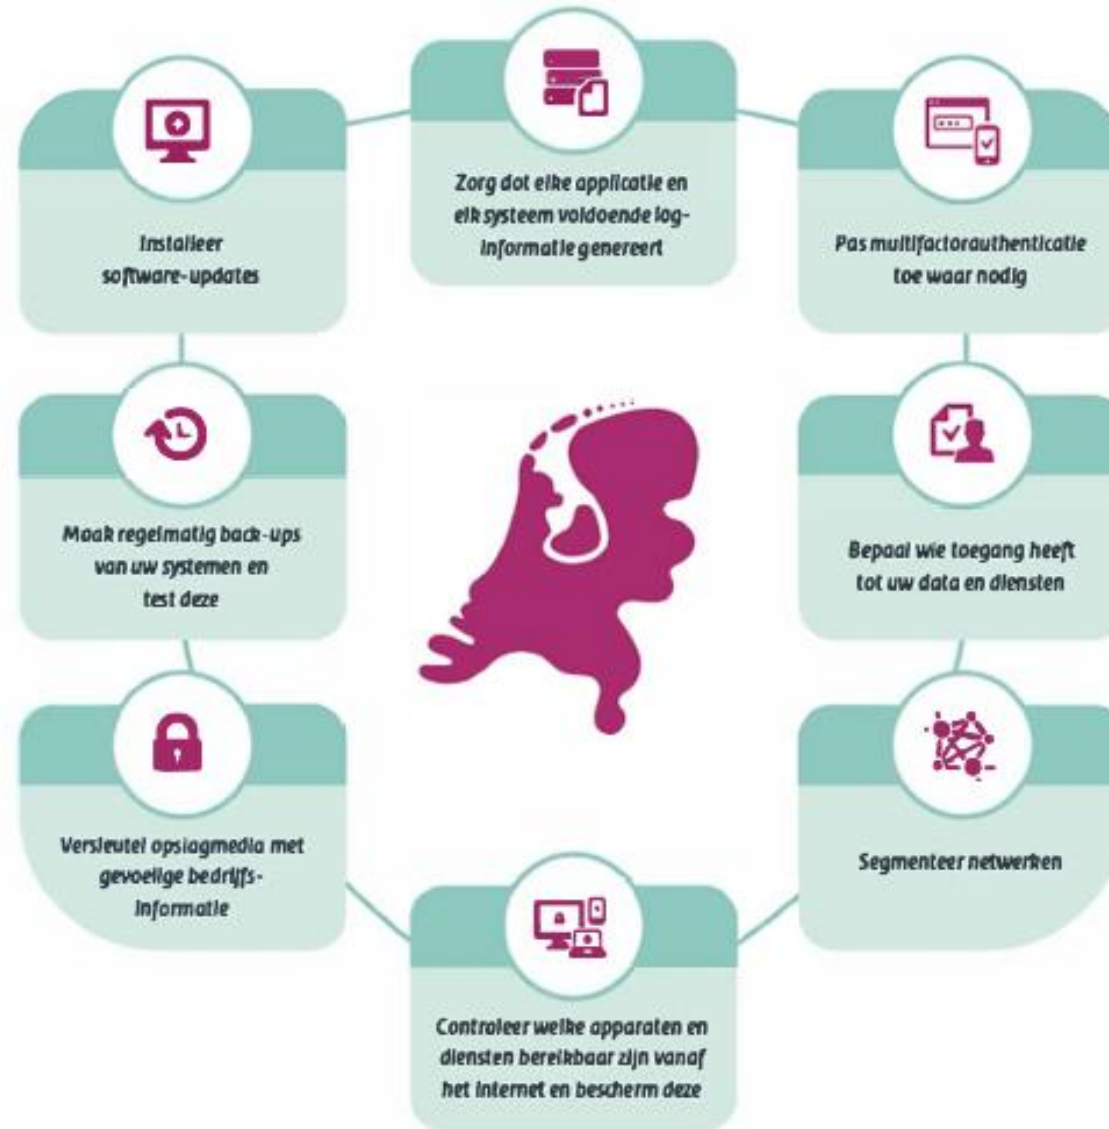 Zorg dat elke applicatie en
elk systeem voldoende log-
informatie genereert
Pas multifactorauthenticatie
toe waar nodig
Bepaal wie toegang heeft
tot uw data en diensten
Segmenteer netwerken
Controleer welke apparaten en
diensten bereikbaar zijn vanaf
het internet en bescherm deze
Versleutel opslagmedia met
gevoelige bedrijfs-
informatie
Maak regelmatig back-ups
van uw systemen en
test deze
Installeer
software-updates